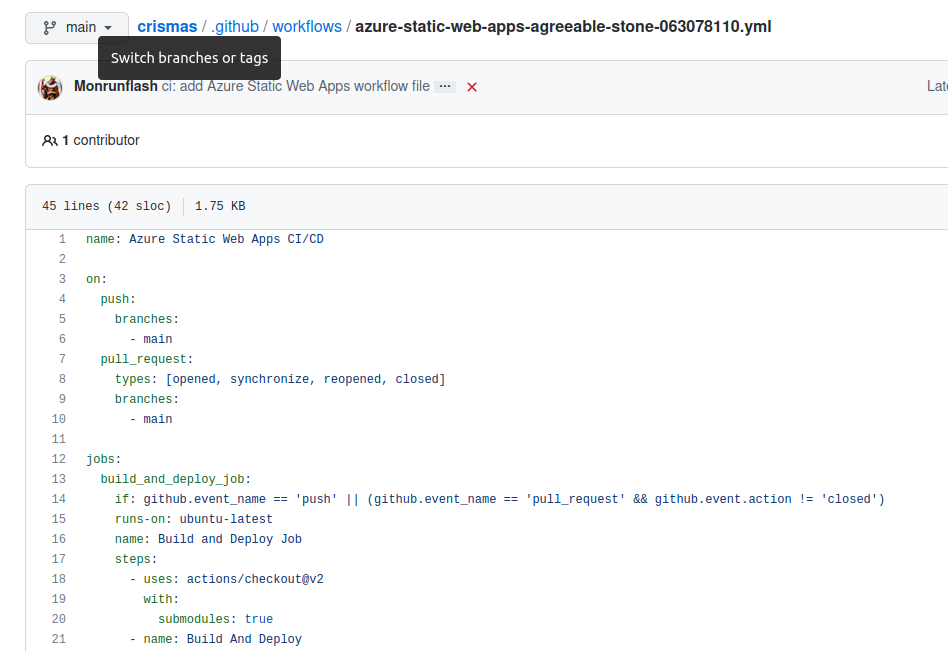 main crismas / .github / workflows / azure-static-web-apps-agreeable-stone-063078110.yml
Switch branches or tags
Monrunflash ci: add Azure Static Web Apps workflow file ···
1 contributor
45 lines (42 sloc) 1.75 KB
1 name: Azure Static Web Apps CI/CD
2
3 on:
4 push:
5 branches:
6 - main
7 pull_request:
8 types: [opened, synchronize, reopened, closed]
9 branches:
10 - main
11
12 jobs:
13 build_and_deploy_job:
14 if: github.event_name == 'push' || (github.event_name == 'pull_request' && github.event.action != 'closed')
15 runs-on: ubuntu-latest
16 name: Build and Deploy Job
17 steps:
18 - uses: actions/checkout@v2
19 with:
20 submodules: true
21 - name: Build And Deploy